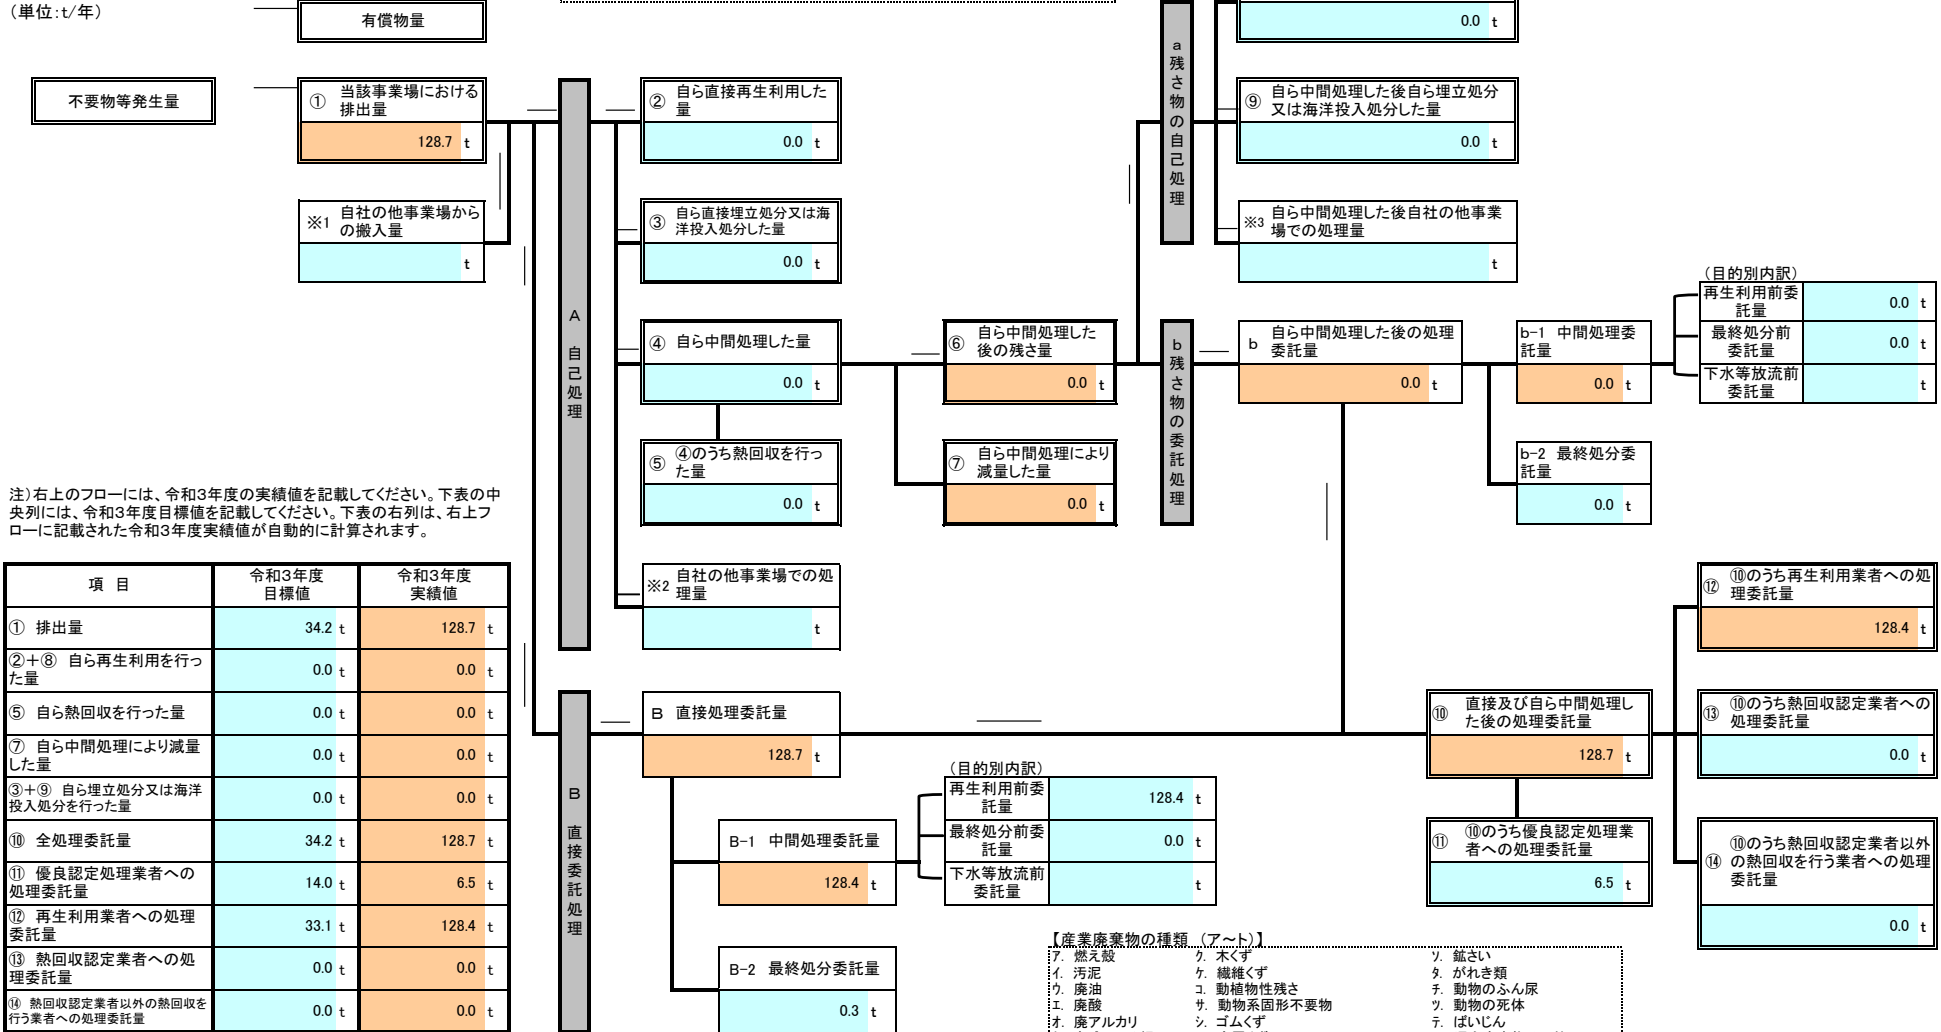 （単位：t/年）
有償物量
0.0 t
不要物等発生量
① 当該事業場における
排出量
128.7 t
② 自ら直接再生利用した
量
0.0 t
⑨ 自ら中間処理した後自ら埋立処分
又は海洋投入処分した量
0.0 t
a 残さ物の自己処理
※1 自社の他事業場から
の搬入量
t
③ 自ら直接埋立処分又は海
洋投入処分した量
0.0 t
※3 自ら中間処理した後自社の他事業
場での処理量
t
A 自己処理
④ 自ら中間処理した量
0.0 t
⑥ 自ら中間処理した
後の残さ量
0.0 t
b 残さ物の委託処理
b 自ら中間処理した後の処理
委託量
0.0 t
b-1 中間処理委
託量
0.0 t
（目的別内訳）
再生利用前委
託量
0.0 t
最終処分前
委託量
0.0 t
下水等放流前
委託量
t
⑤ ④のうち熱回収を行っ
た量
0.0 t
⑦ 自ら中間処理により
減量した量
0.0 t
b-2 最終処分委
託量
0.0 t
注）右上のフローには、令和3年度の実績値を記載してください。下表の中
央列には、令和3年度目標値を記載してください。下表の右列は、右上フ
ローに記載された令和3年度実績値が自動的に計算されます。
※2 自社の他事業場での処
理量
t
項 目
令和3年度
目標値
令和3年度
実績値
① 排出量 34.2 t 128.7 t
②＋⑧ 自ら再生利用を行っ
た量 0.0 t 0.0 t
⑤ 自ら熱回収を行った量 0.0 t 0.0 t
⑦ 自ら中間処理により減量
した量 0.0 t 0.0 t
③＋⑨ 自ら埋立処分又は海洋
投入処分を行った量 0.0 t 0.0 t
⑩ 全処理委託量 34.2 t 128.7 t
⑪ 優良認定処理業者への
処理委託量 14.0 t 6.5 t
⑫ 再生利用業者への処理
委託量 33.1 t 128.4 t
⑬ 熱回収認定業者への処
理委託量 0.0 t 0.0 t
⑭ 熱回収認定業者以外の熱回収を
行う業者への処理委託量 0.0 t 0.0 t
B 直接委託処理
B 直接処理委託量
128.7 t
B-1 中間処理委託量
128.4 t
（目的別内訳）
再生利用前委
託量
128.4 t
最終処分前委
託量
0.0 t
下水等放流前
委託量
t
B-2 最終処分委託量
0.3 t
⑩ 直接及び自ら中間処理し
た後の処理委託量
128.7 t
⑪ ⑩のうち優良認定処理業
者への処理委託量
6.5 t
⑫ ⑩のうち再生利用業者への処
理委託量
128.4 t
⑬ ⑩のうち熱回収認定業者への
処理委託量
0.0 t
⑭ ⑩のうち熱回収認定業者以外
の熱回収を行う業者への処理
委託量
0.0 t
【産業廃棄物の種類 （ア～ト）】
ア. 燃え殻 ク. 木くず ソ. 鉱さい
イ. 汚泥 ケ. 繊維くず タ. がれき類
ウ. 廃油 コ. 動植物性残さ チ. 動物のふん尿
エ. 廃酸 サ. 動物系固形不要物 ツ. 動物の死体
オ. 廃アルカリ シ. ゴムくず テ. ばいじん